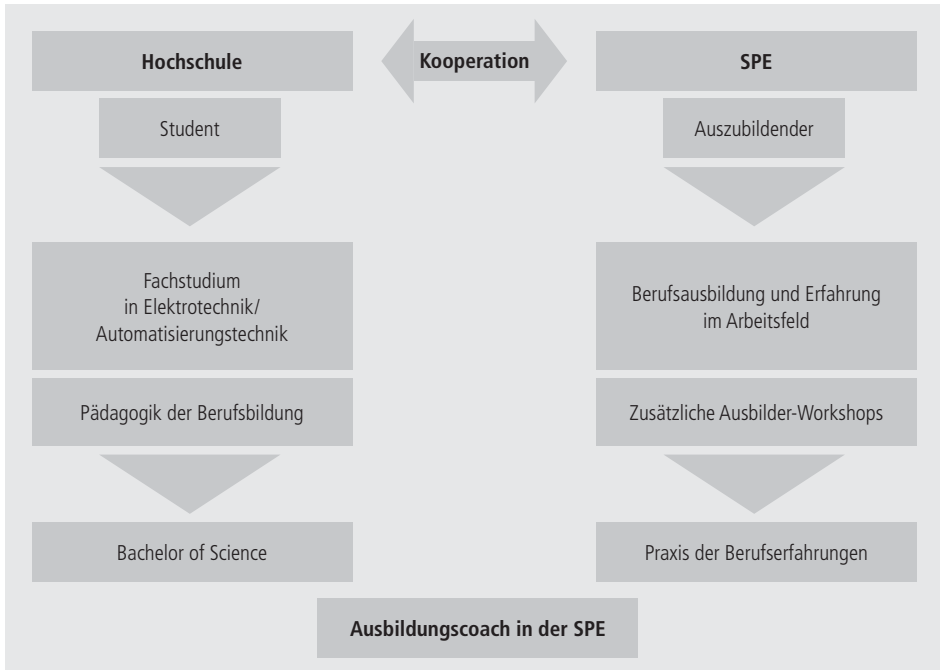 Hochschule
Kooperation
SPE
Student
Auszubildender
Fachstudium
in Elektrotechnik/
Automatisierungstechnik
Berufsausbildung und Erfahrung
im Arbeitsfeld
Pädagogik der Berufsbildung
Zusätzliche Ausbilder-Workshops
Bachelor of Science
Praxis der Berufserfahrungen
Ausbildungscoach in der SPE